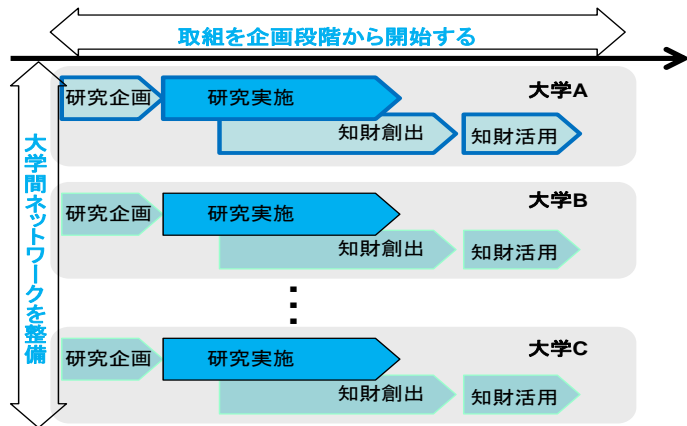 取組を企画段階から開始する
大学間ネットワークを整備
大学A
研究企画
研究実施
知財創出
知財活用
大学B
研究企画
研究実施
知財創出
知財活用
大学C
研究企画
研究実施
知財創出
知財活用